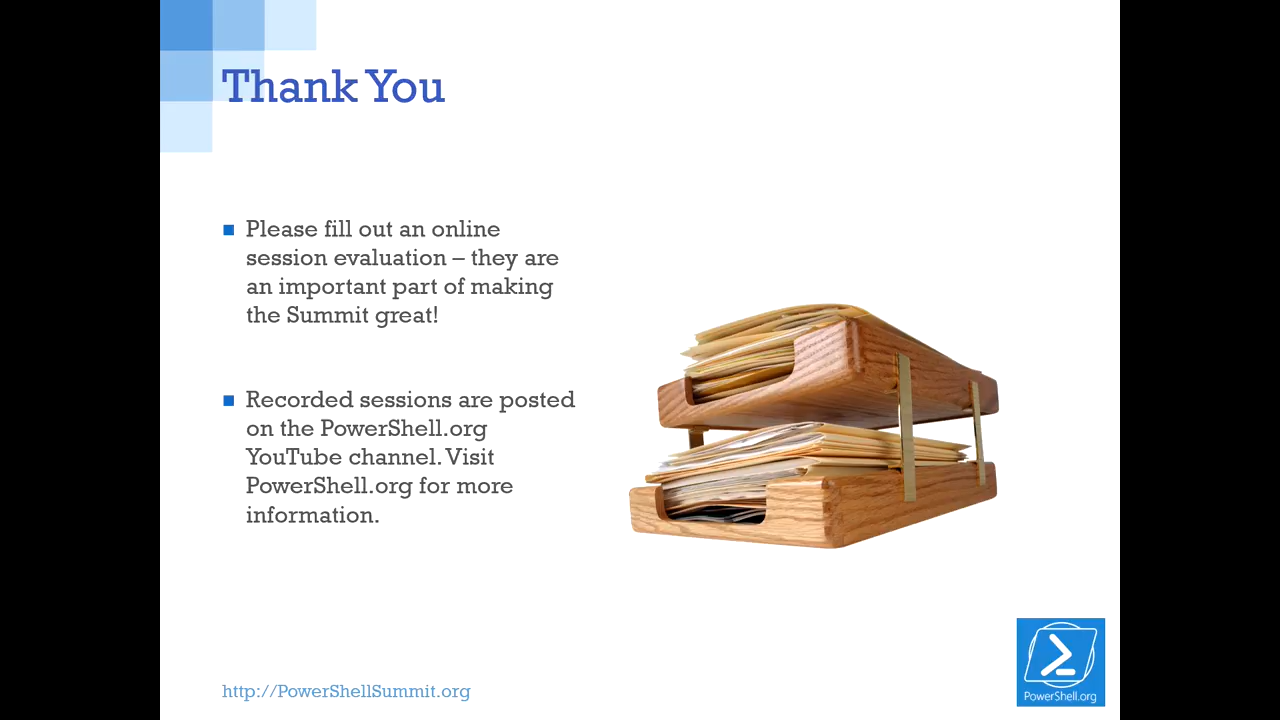 Thank You
Please fill out an online
session evaluation – they are
an important part of making
the Summit great!
Recorded sessions are posted
on the PowerShell.org
YouTube channel. Visit
PowerShell.org for more
information.
http://PowerShellSummit.org
PowerShell.org